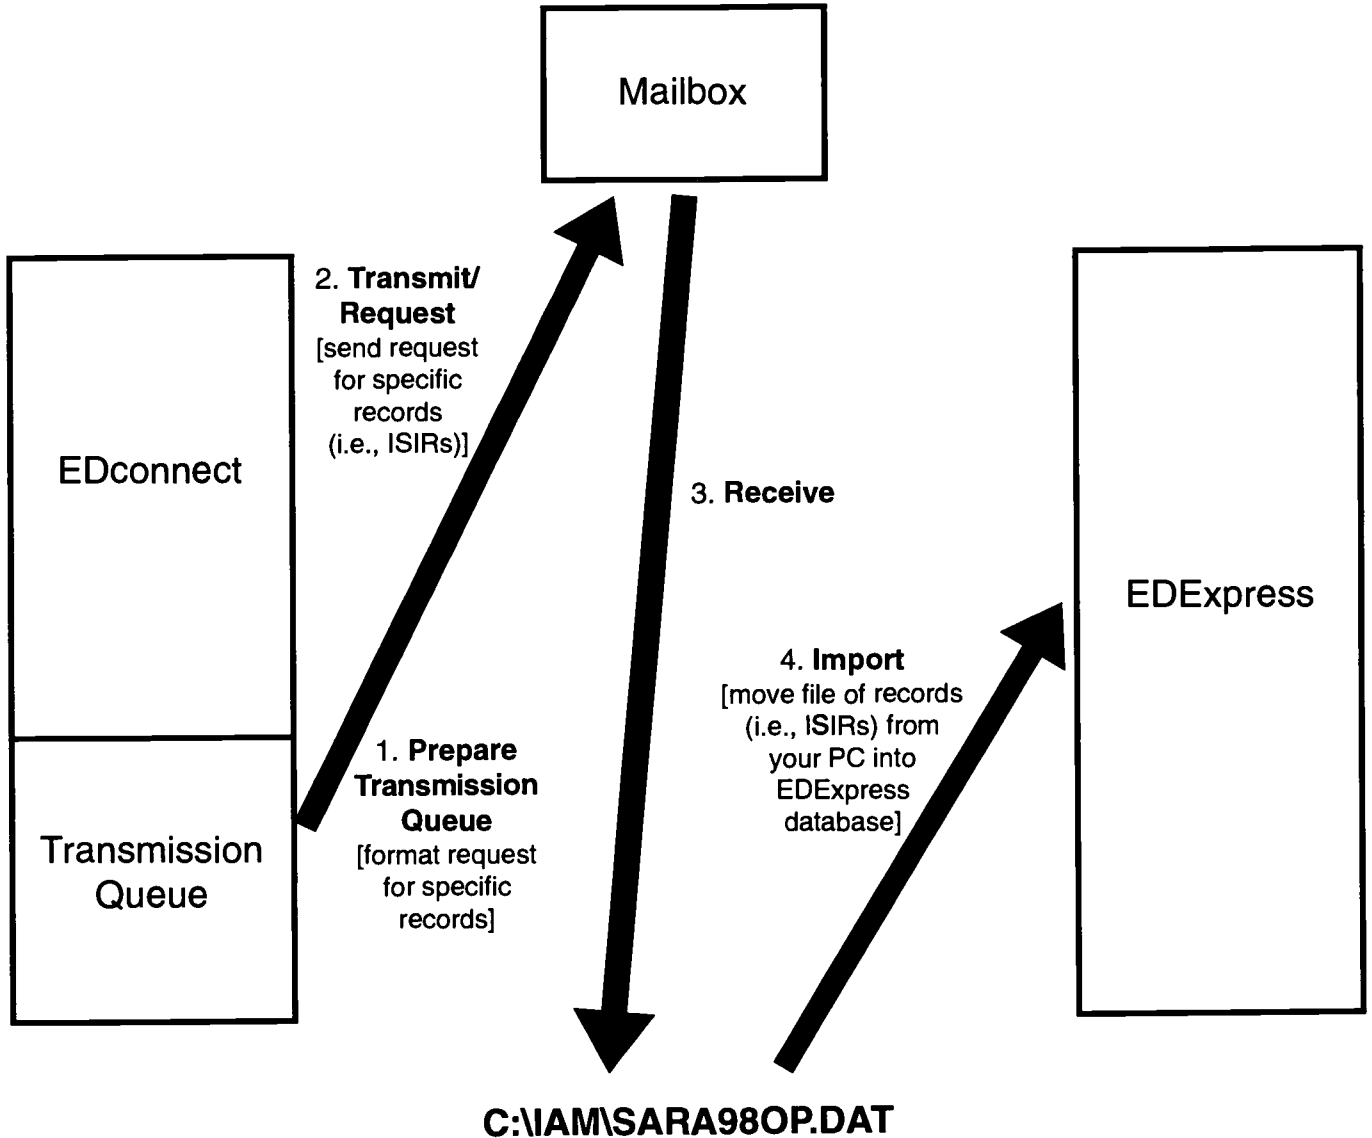 Mailbox
2. Transmit/
Request
[send request
for specific
records
(i.e., ISIRs)]
EDconnect
3. Receive
EDExpress
4. Import
[move file of records
(i.e., ISIRs) from
your PC into
EDExpress
database]
1. Prepare
Transmission
Queue
[format request
for specific
records]
Transmission
Queue
C:\IAM\SARA98OP.DAT